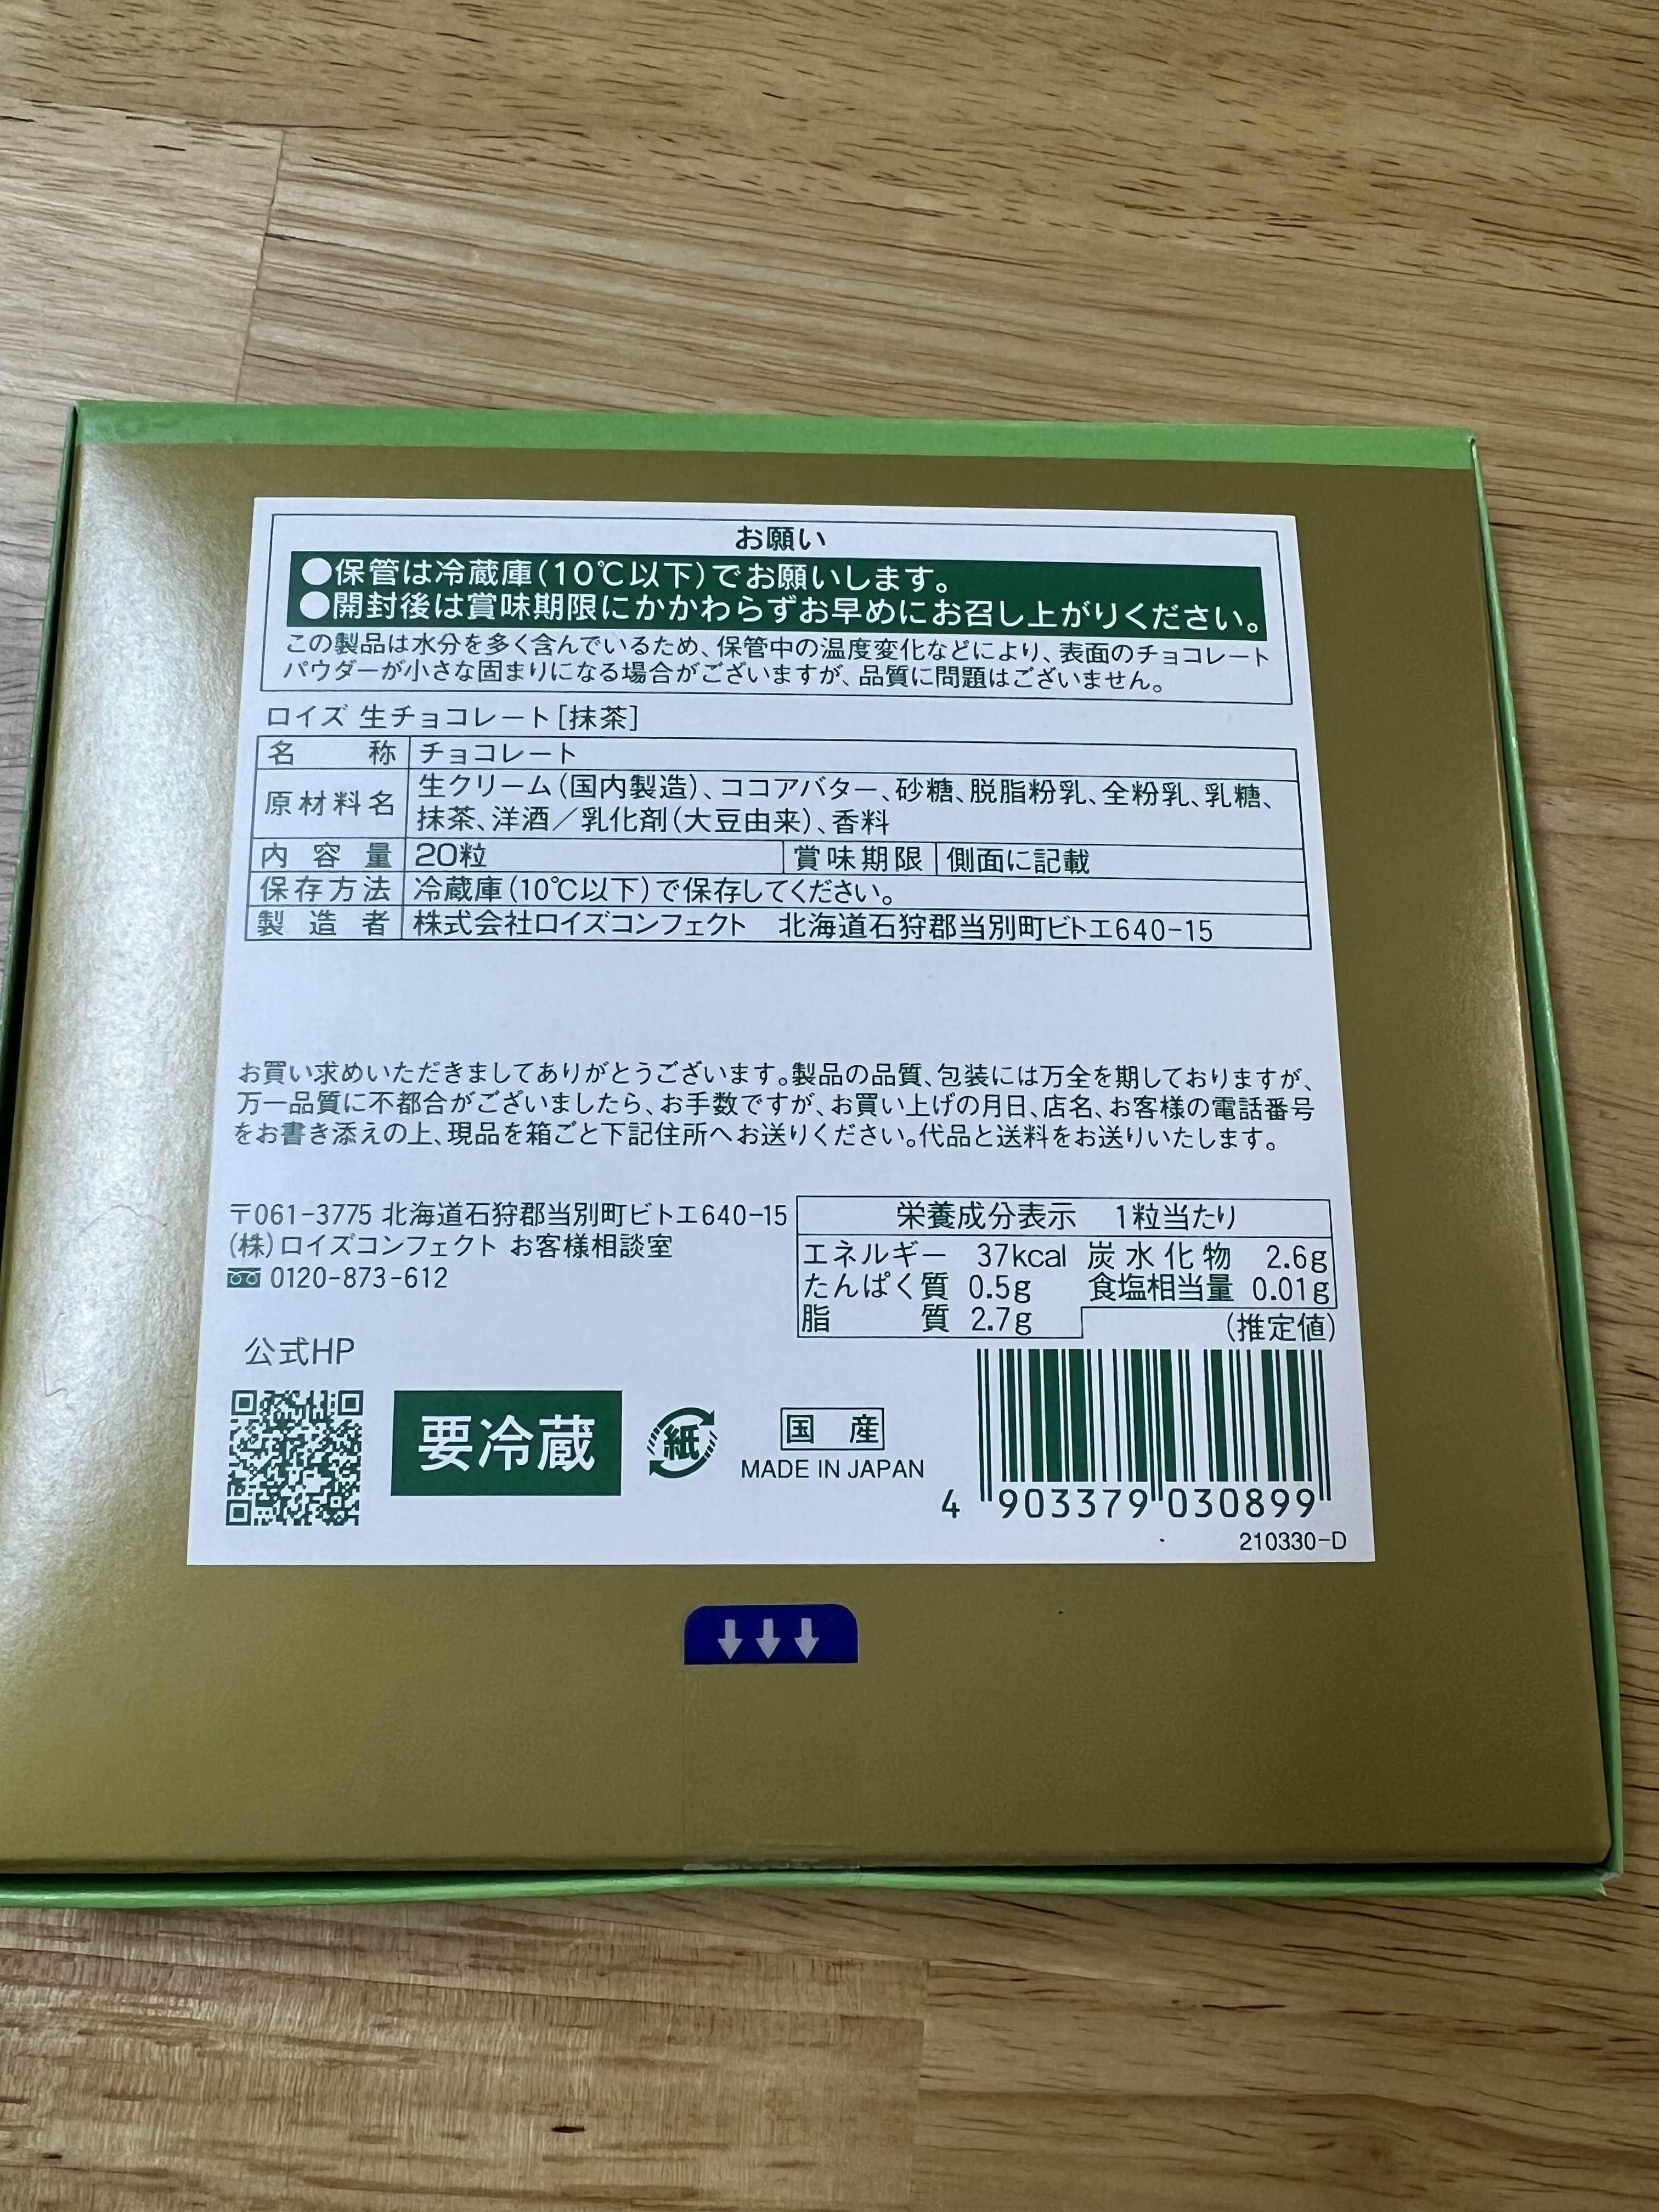 お願い
●保管は冷蔵庫(10℃以下)でお願いします。
●開封後は賞味期限にかかわらずお早めにお召し上がりください。
この製品は水分を多く含んでいるため、保管中の温度変化などにより、表面のチョコレート
パウダーが小さな固まりになる場合がございますが、品質に問題はございません。
ロイズ 生チョコレート[抹茶]
名称 チョコレート
原材料名 生クリーム(国内製造)、ココアバター、砂糖、脱脂粉乳、全粉乳、乳糖、
抹茶、洋酒/乳化剤(大豆由来)、香料
内容量 20粒 賞味期限 側面に記載
保存方法 冷蔵庫(10℃以下)で保存してください。
製造者 株式会社ロイズコンフェクト 北海道石狩郡当別町ビトエ640-15
お買い求めいただきましてありがとうございます。製品の品質、包装には万全を期しておりますが、
万一品質に不都合がございましたら、お手数ですが、お買い上げの月日、店名、お客様の電話番号
をお書き添えの上、現品を箱ごと下記住所へお送りください。代品と送料をお送りいたします。
〒061-3775 北海道石狩郡当別町ビトエ640-15
(株)ロイズコンフェクト お客様相談室
0120-873-612
栄養成分表示 1粒当たり
エネルギー 37kcal 炭水化物 2.6g
たんぱく質 0.5g 食塩相当量 0.01g
脂質 2.7g
(推定値)
公式HP
要冷蔵
紙
国産
MADE IN JAPAN
4 903379 030899
210330-D